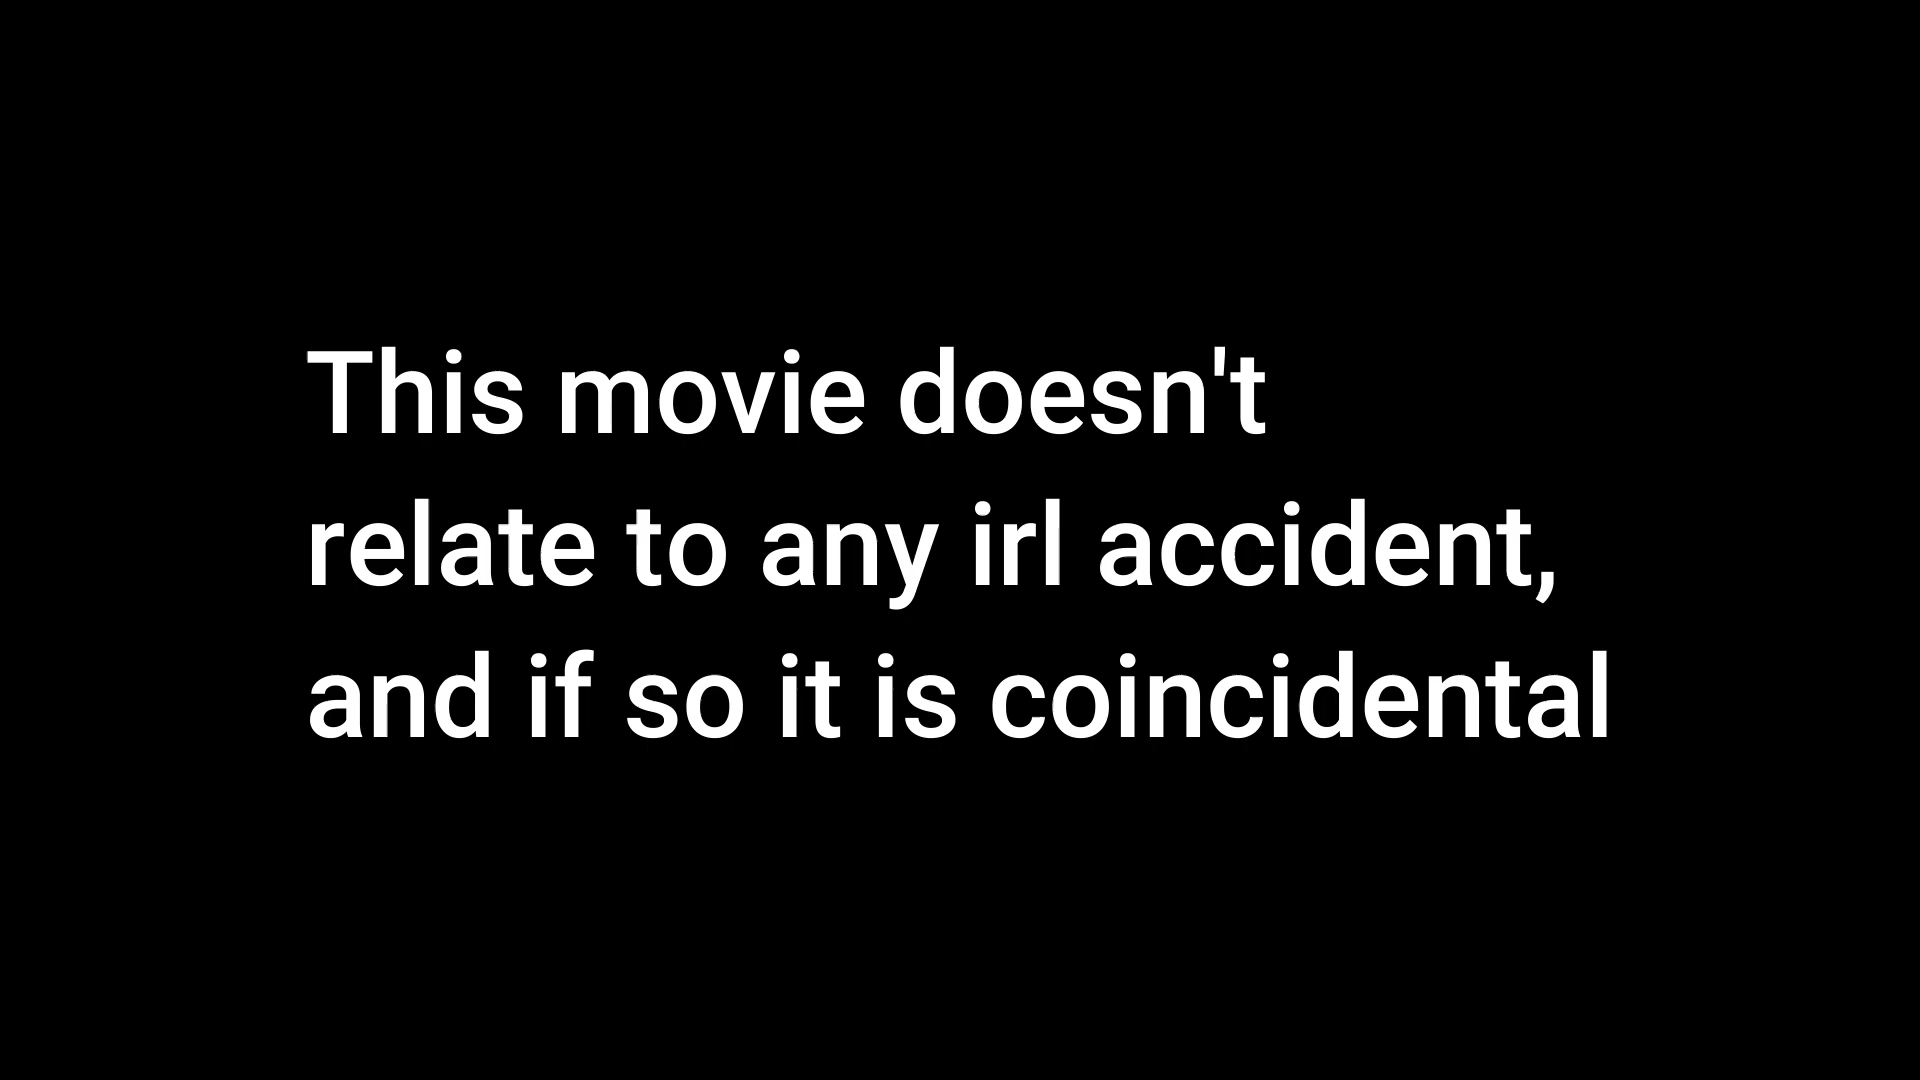 This movie doesn't
relate to any irl accident,
and if so it is coincidental